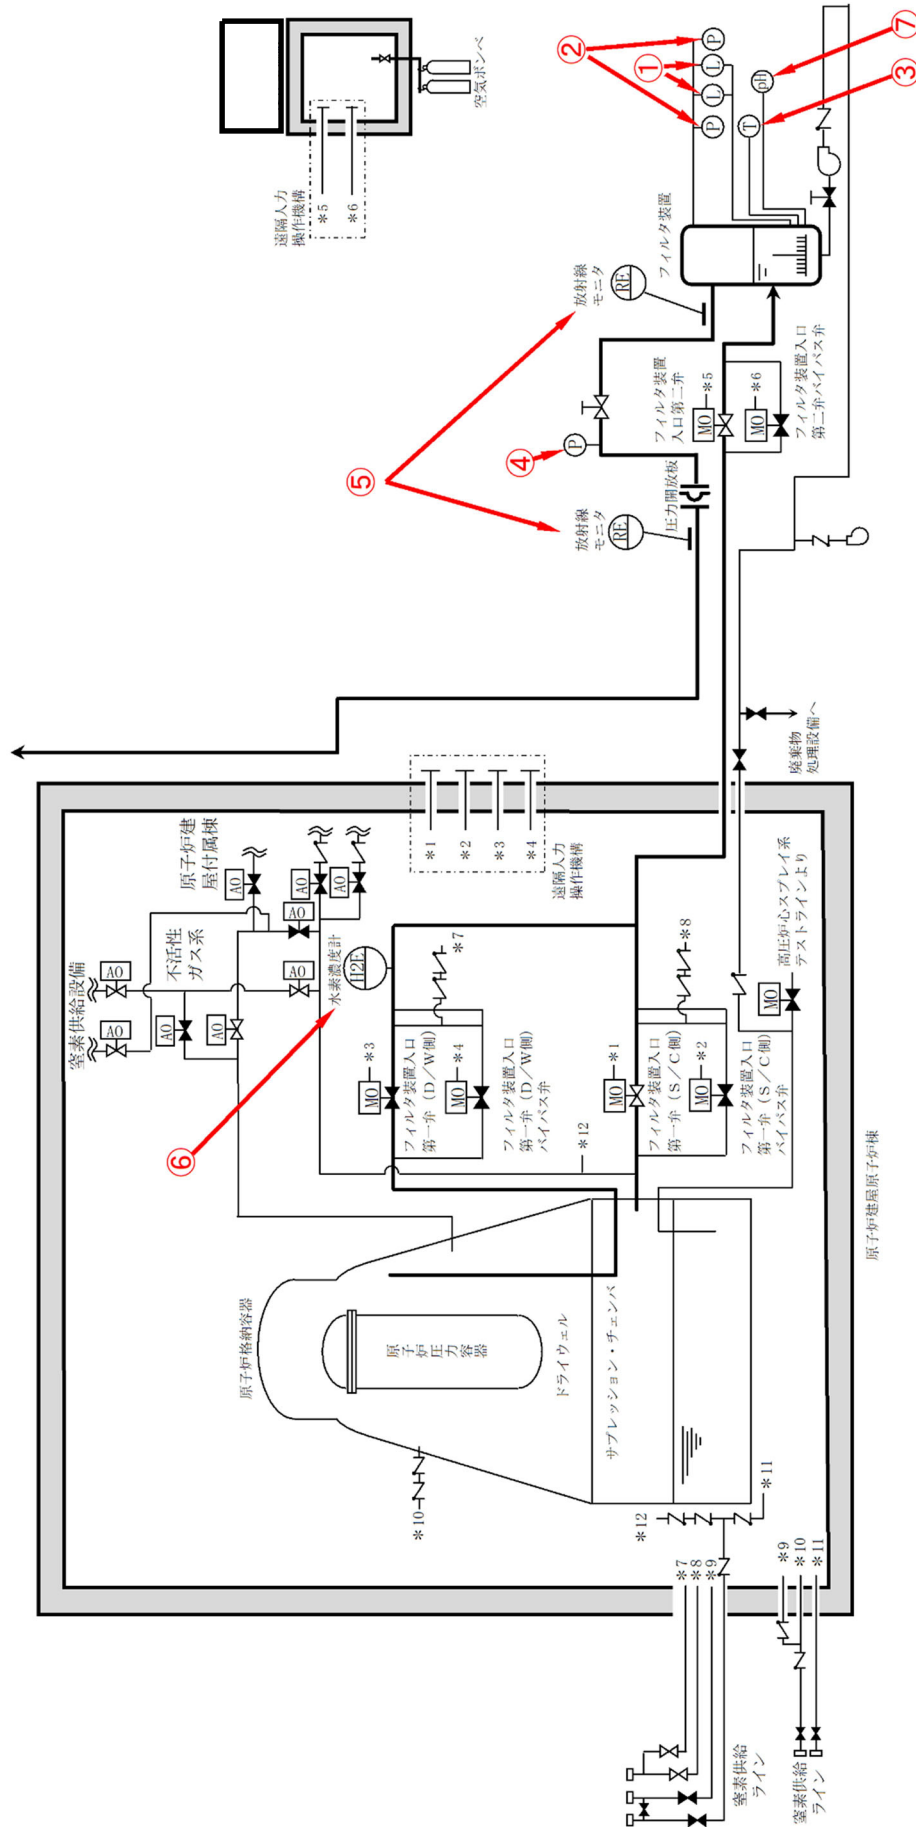 ②
①
⑦
③
P
L
L
P
pH
T
空気ボンベ
遠隔人力
操作機構
*5
*6
フィルタ装置
放射線
モニタ
RE
⑤
④
P
フィルタ装置
入口第二弁
MO
*5
MO
*6
フィルタ装置入口
第二弁バイパス弁
圧力開放板
放射線
モニタ
RE
廃棄物
処理設備へ
*1
*2
*3
*4
遠隔人力
操作機構
原子炉建
屋付属棟
AO
AO
AO
AO
AO
不活性
ガス系
窒素供給設備
AO
AO
AO
AO
水素濃度計
H2E
⑥
*7
MO
*3
フィルタ装置入口
第一弁(D/W側)
MO
*4
フィルタ装置入口
第一弁(D/W側)
バイパス弁
*8
MO
*1
フィルタ装置入口
第一弁(S/C側)
MO
*2
フィルタ装置入口
第一弁(S/C側)
バイパス弁
*12
高圧炉心スプレイ系
テストラインより
MO
原子炉格納容器
原子炉圧力容器
ドライウェル
サプレッション・チェンバ
原子炉建屋原子炉棟
*10
*12
*11
*7
*8
*9
*9
*10
*11
窒素供給
ライン
窒素供給
ライン